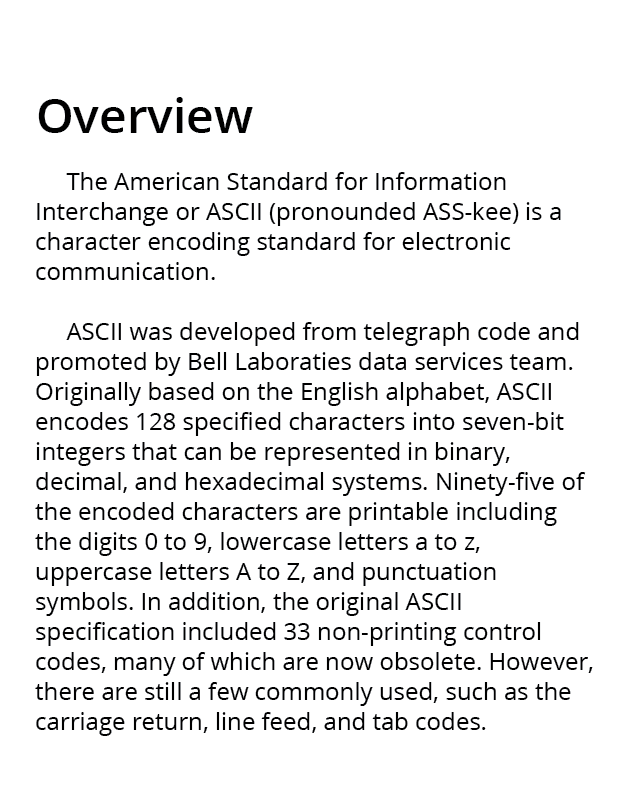 Overview
The American Standard for Information
Interchange or ASCII (pronounded ASS-kee) is a
character encoding standard for electronic
communication.
ASCII was developed from telegraph code and
promoted by Bell Laboraties data services team.
Originally based on the English alphabet, ASCII
encodes 128 specified characters into seven-bit
integers that can be represented in binary,
decimal, and hexadecimal systems. Ninety-five of
the encoded characters are printable including
the digits 0 to 9, lowercase letters a to z,
uppercase letters A to Z, and punctuation
symbols. In addition, the original ASCII
specification included 33 non-printing control
codes, many of which are now obsolete. However,
there are still a few commonly used, such as the
carriage return, line feed, and tab codes.